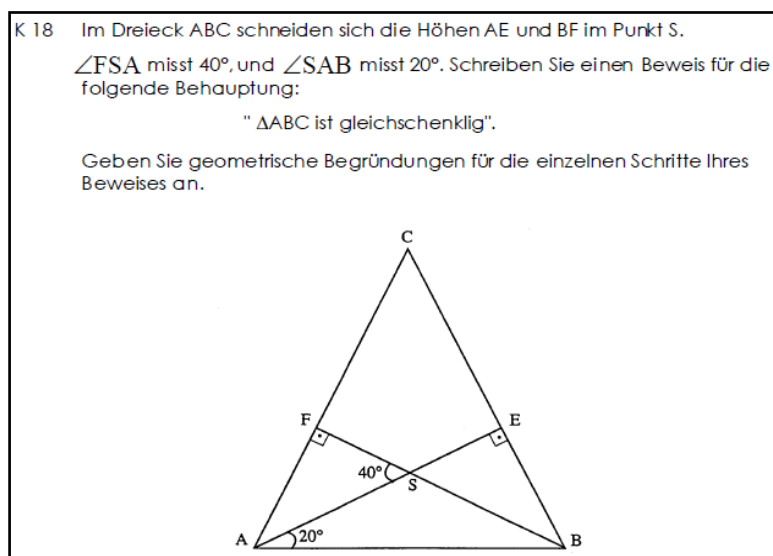 K 18 Im Dreieck ABC schneiden sich die Höhen AE und BF im Punkt S.
∠FSA misst 40°, und ∠SAB misst 20°. Schreiben Sie einen Beweis für die
folgende Behauptung:
" ΔABC ist gleichschenklig".
Geben Sie geometrische Begründungen für die einzelnen Schritte Ihres
Beweises an.
C
F
E
40°
S
A
20°
B